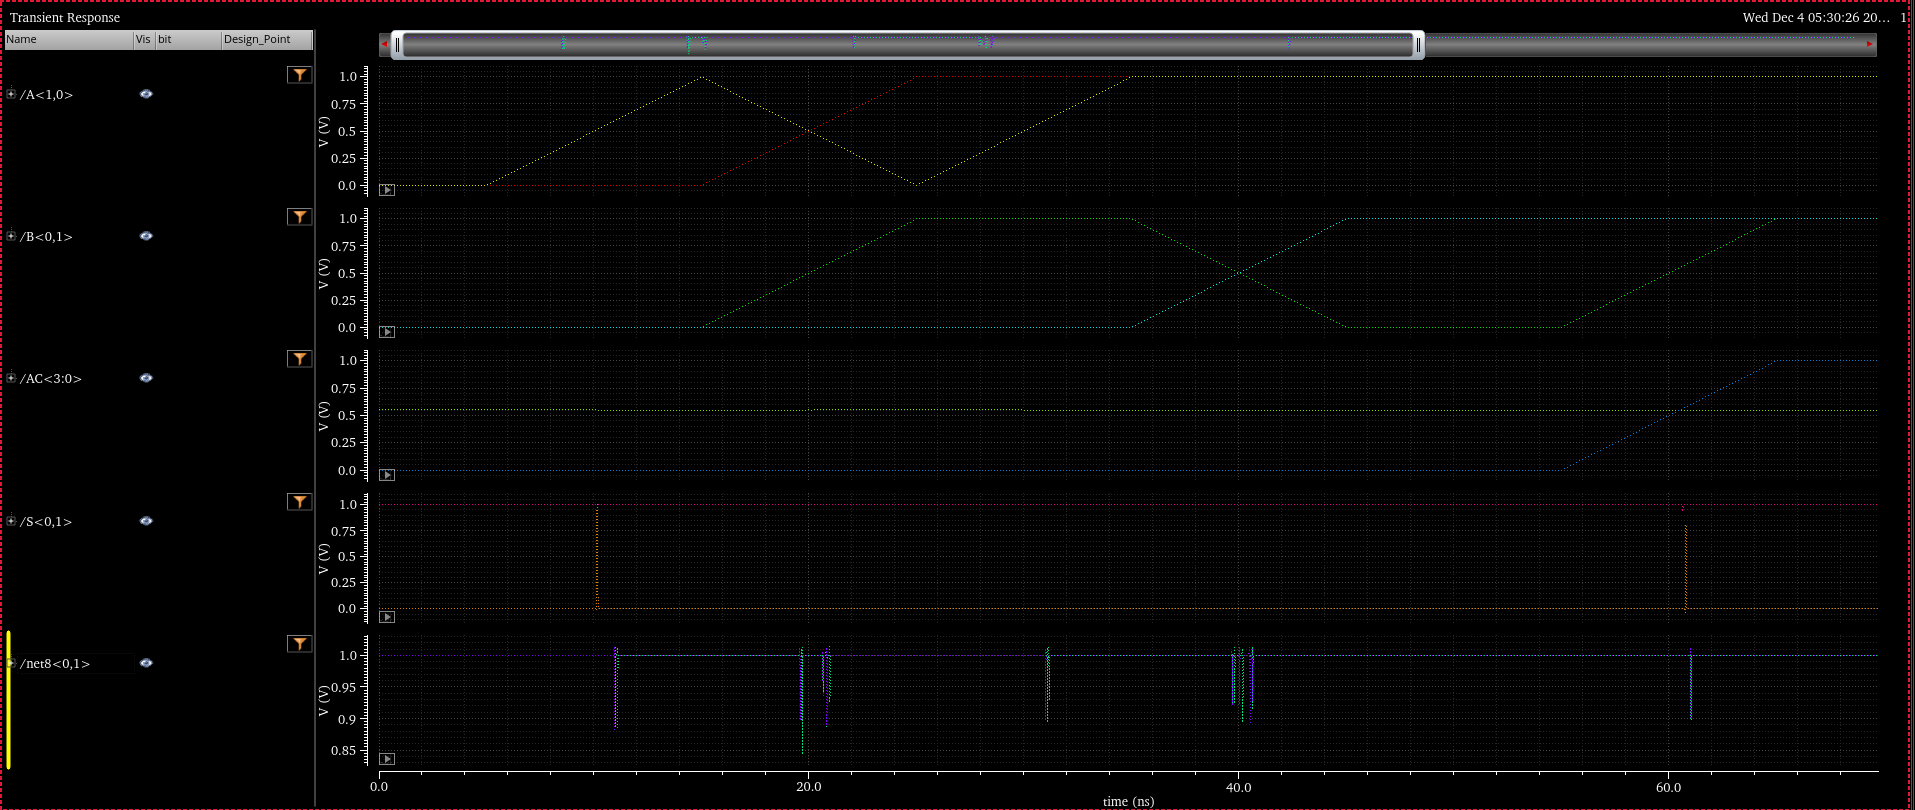 Transient Response
Wed Dec 4 05:30:26 20... 1
Name Vis bit Design_Point
/A<1,0>
1.0
0.75
0.5
0.25
0.0
V (V)
/B<0,1>
1.0
0.75
0.5
0.25
0.0
V (V)
/AC<3:0>
1.0
0.75
0.5
0.25
0.0
V (V)
/S<0,1>
1.0
0.75
0.5
0.25
0.0
V (V)
/net8<0,1>
1.0
0.95
0.9
0.85
V (V)
0.0 20.0 40.0 60.0
time (ns)